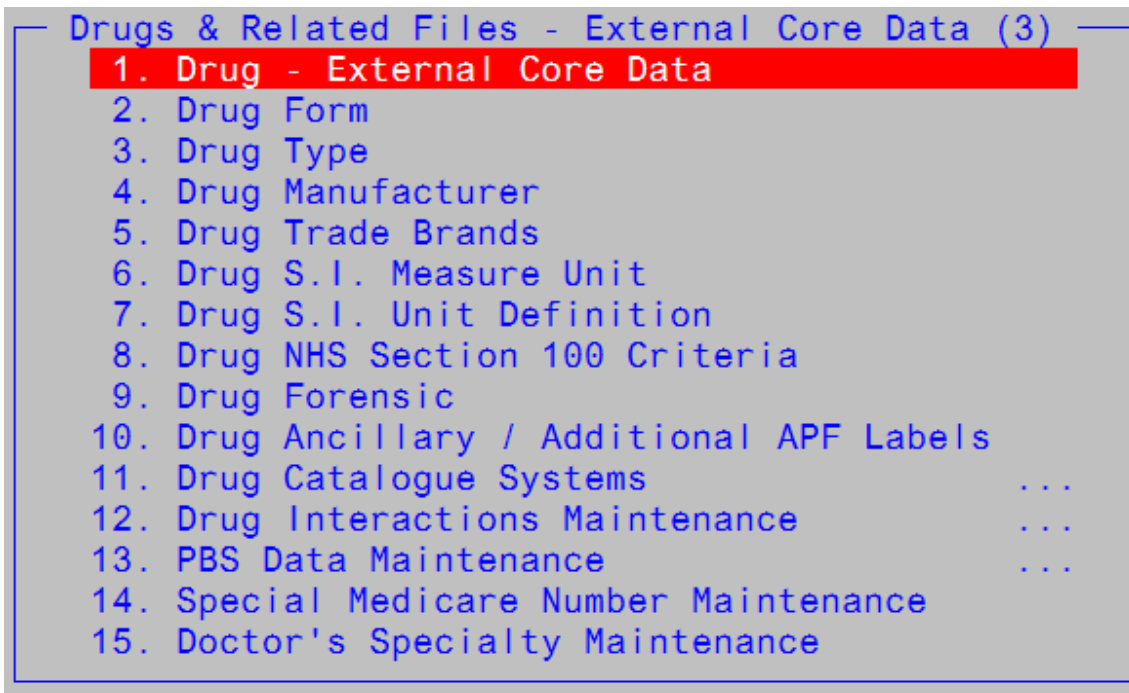 Drugs & Related Files - External Core Data (3)
1. Drug - External Core Data
2. Drug Form
3. Drug Type
4. Drug Manufacturer
5. Drug Trade Brands
6. Drug S.I. Measure Unit
7. Drug S.I. Unit Definition
8. Drug NHS Section 100 Criteria
9. Drug Forensic
10. Drug Ancillary / Additional APF Labels
11. Drug Catalogue Systems ...
12. Drug Interactions Maintenance ...
13. PBS Data Maintenance ...
14. Special Medicare Number Maintenance
15. Doctor's Specialty Maintenance